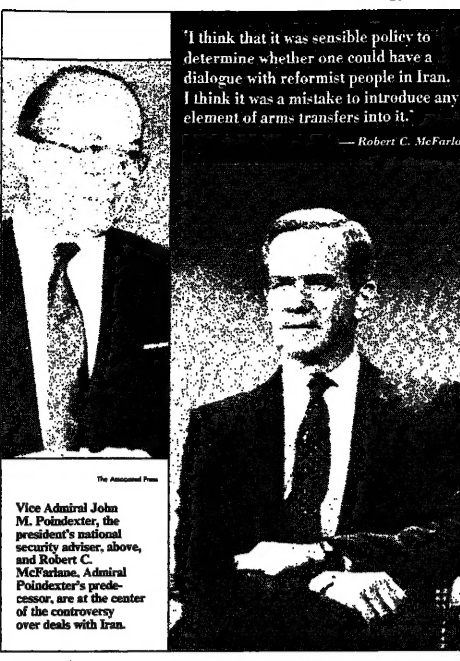 'I think that it was sensible policy to
determine whether one could have a
dialogue with reformist people in Iran.
I think it was a mistake to introduce any
element of arms transfers into it.'
— Robert C. McFarla
The Associated Press
Vice Admiral John
M. Poindexter, the
president's national
security adviser, above,
and Robert C.
McFarlane, Admiral
Poindexter's prede-
cessor, are at the center
of the controversy
over deals with Iran.